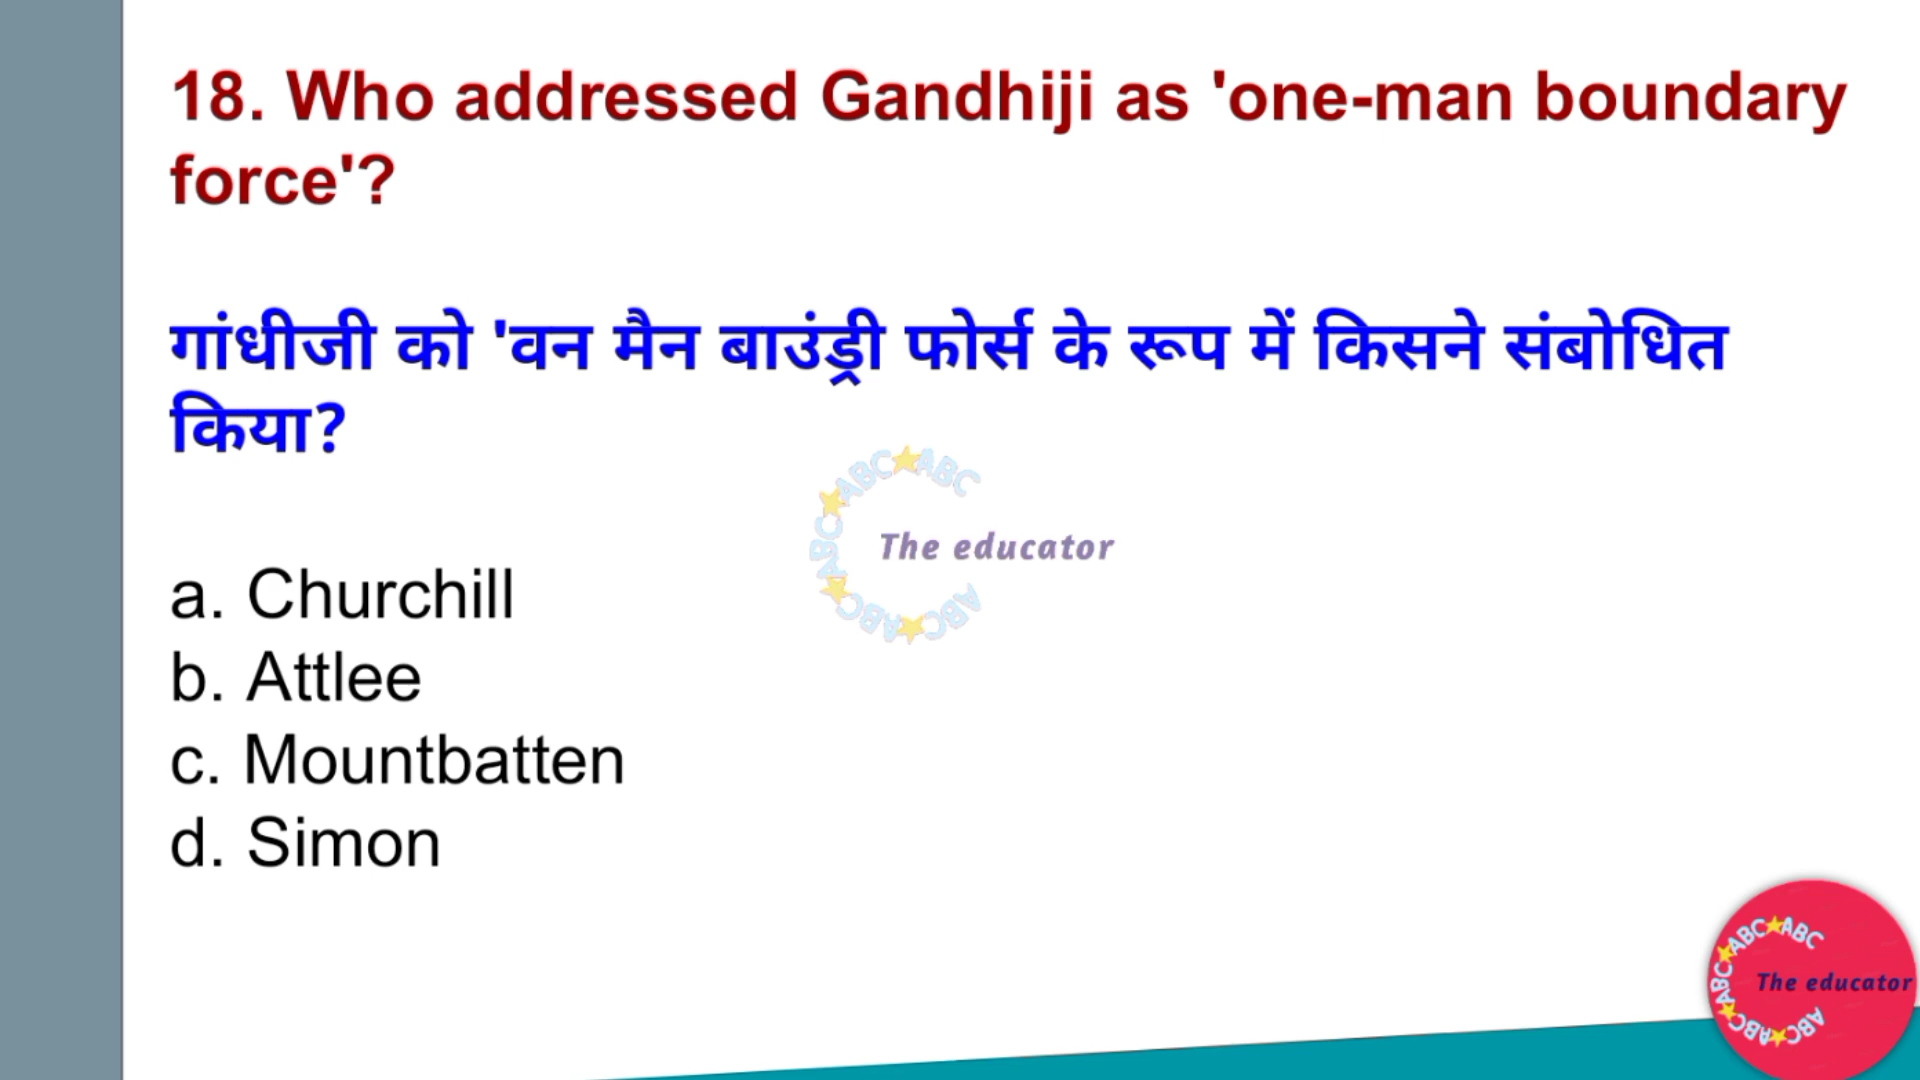 18. Who addressed Gandhiji as 'one-man boundary
force'?
गांधीजी को 'वन मैन बाउंड्री फोर्स के रूप में किसने संबोधित
किया?
ABC★ABC★ABC★ABC★ABC★ABC
The educator
a. Churchill
b. Attlee
c. Mountbatten
d. Simon
ABC★ABC★ABC★ABC★ABC★ABC
The educator